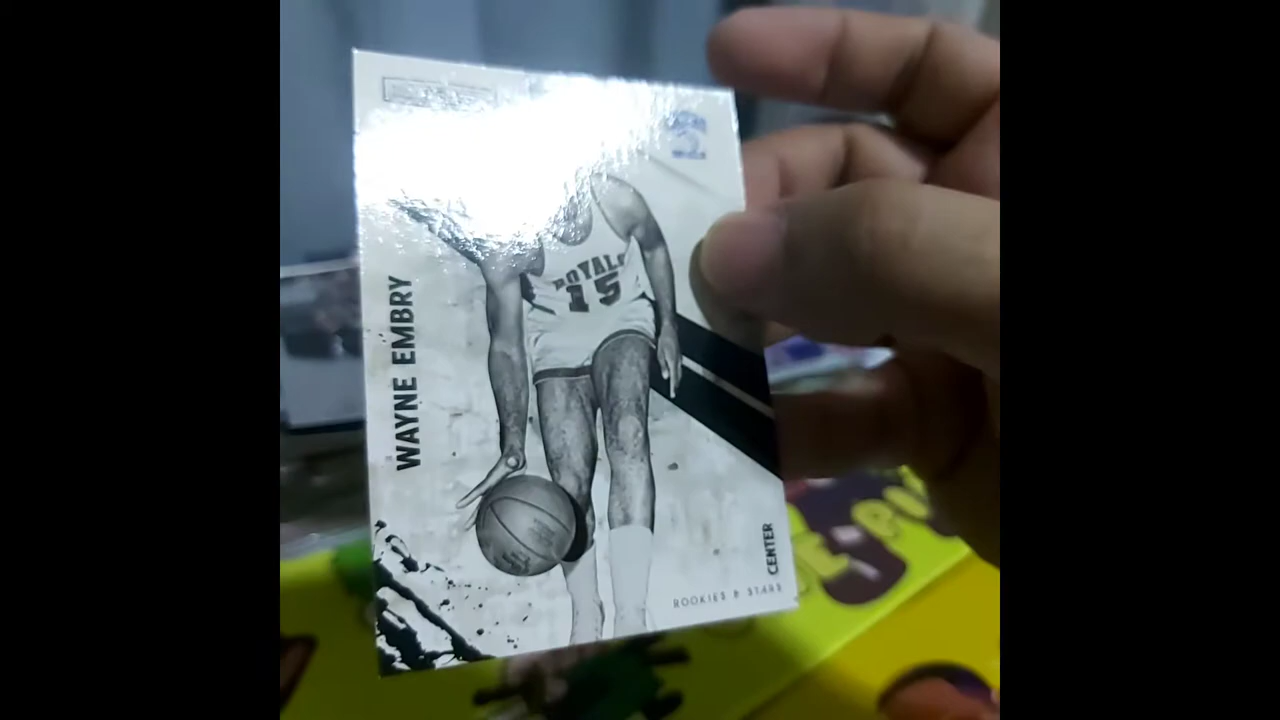 WAYNE EMBRY
ROYALS
15
CENTER
ROOKIES & STARS